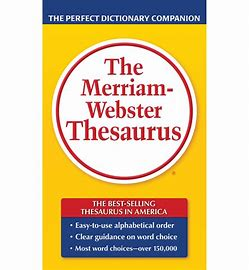 THE PERFECT DICTIONARY COMPANION
The
Merriam-
Webster
Thesaurus
®
THE BEST-SELLING
THESAURUS IN AMERICA
• Easy-to-use alphabetical order
• Clear guidance on word choice
• Most word choices—over 150,000